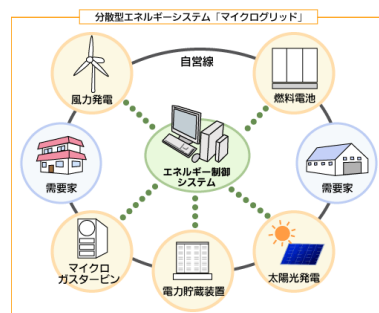 分散型エネルギーシステム「マイクログリッド」
自営線
風力発電
燃料電池
エネルギー制御
システム
需要家
需要家
マイクロ
ガスタービン
電力貯蔵装置
太陽光発電